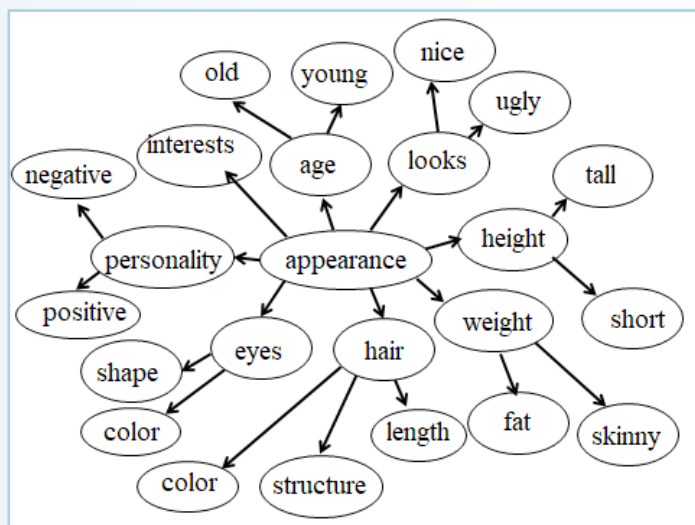 nice
old
young
ugly
interests
age
looks
negative
tall
personality
appearance
height
positive
eyes
hair
weight
short
shape
color
length
fat
skinny
color
structure